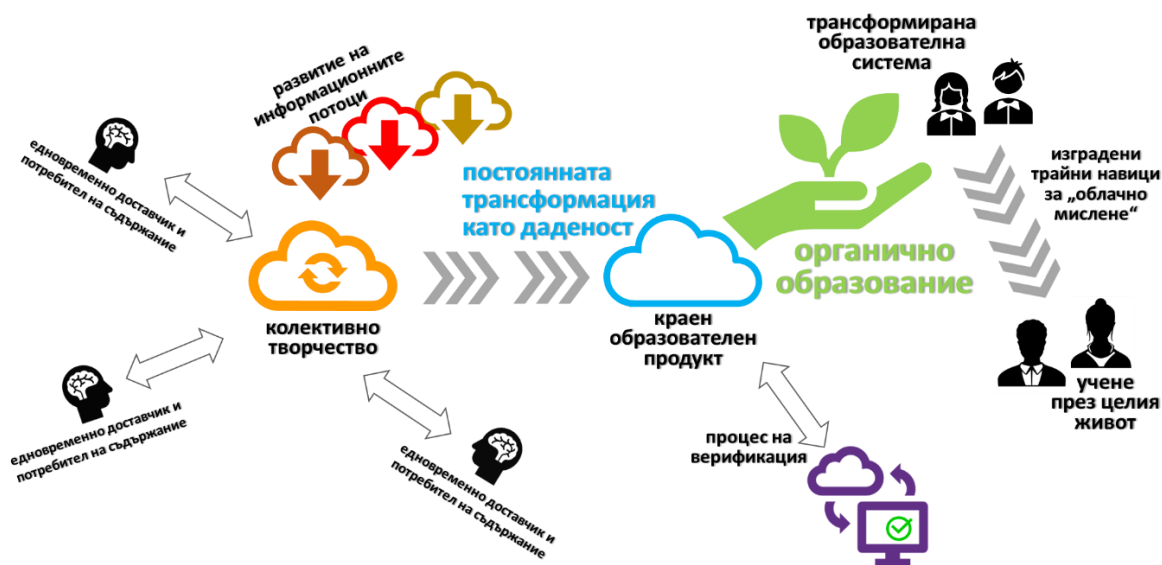 трансформирана
образователна
система
развитие на
информационните
потоци
едновременно доставчик и
потребител на съдържание
постоянната
трансформация
като даденост
изградени
трайни навици
за „облачно
мислене“
органично
образование
колективно
творчество
краен
образователен
продукт
учене
през целия
живот
едновременно доставчик и
потребител на съдържание
едновременно доставчик и
потребител на съдържание
процес на
верификация